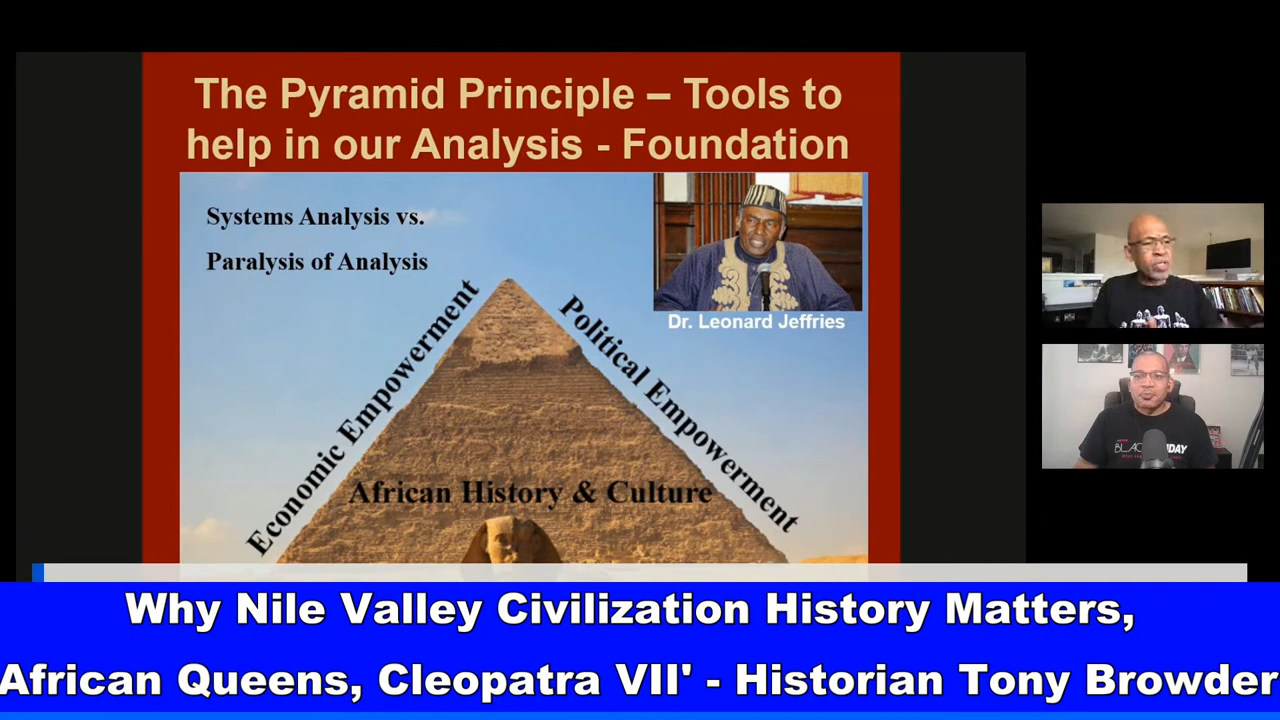 The Pyramid Principle – Tools to
help in our Analysis - Foundation
Systems Analysis vs.
Paralysis of Analysis
Dr. Leonard Jeffries
Economic Empowerment
Political Empowerment
African History & Culture
Why Nile Valley Civilization History Matters,
African Queens, Cleopatra VII' - Historian Tony Browder